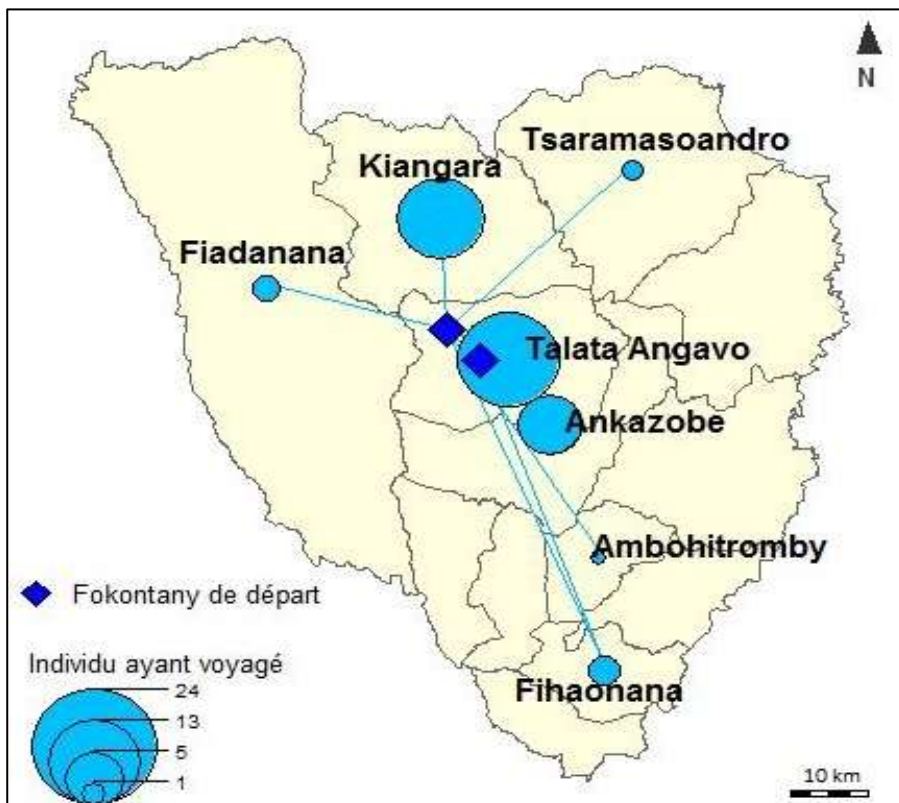 N
Tsaramasoandro
Kiangara
Fiadanana
Talata Angavo
Ankazobe
Ambohitromby
Fihaonana
Fokontany de départ
Individu ayant voyagé
24
13
5
1
10 km